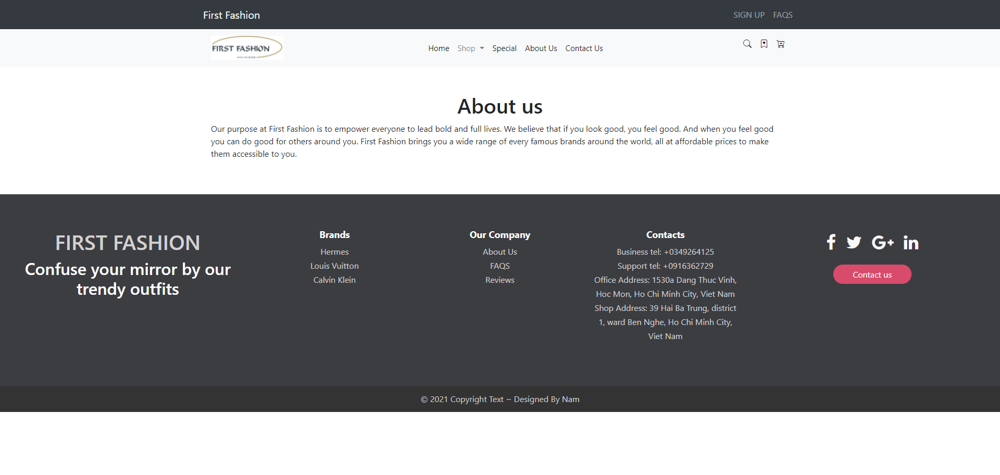 First Fashion
SIGN UP FAQS
FIRST FASHION
Home Shop Special About Us Contact Us
About us
Our purpose at First Fashion is to empower everyone to lead bold and full lives. We believe that if you look good, you feel good. And when you feel good
you can do good for others around you. First Fashion brings you a wide range of every famous brands around the world, all at affordable prices to make
them accessible to you.
FIRST FASHION
Confuse your mirror by our
trendy outfits
Brands
Hermes
Louis Vuitton
Calvin Klein
Our Company
About Us
FAQS
Reviews
Contacts
Business tel: +0349264125
Support tel: +0916362729
Office Address: 1530a Dang Thuc Vinh,
Hoc Mon, Ho Chi Minh City, Viet Nam
Shop Address: 39 Hai Ba Trung, district
1, ward Ben Nghe, Ho Chi Minh City,
Viet Nam
Contact us
© 2021 Copyright Text ~ Designed By Nam